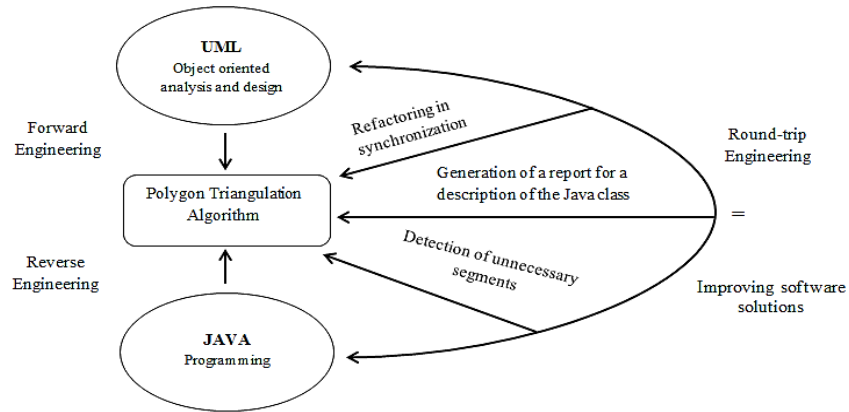 UML
Object oriented
analysis and design
Forward
Engineering
Refactoring in
synchronization
Round-trip
Engineering
Polygon Triangulation
Algorithm
Generation of a report for a
description of the Java class
=
Reverse
Engineering
Detection of unnecessary
segments
Improving software
solutions
JAVA
Programming